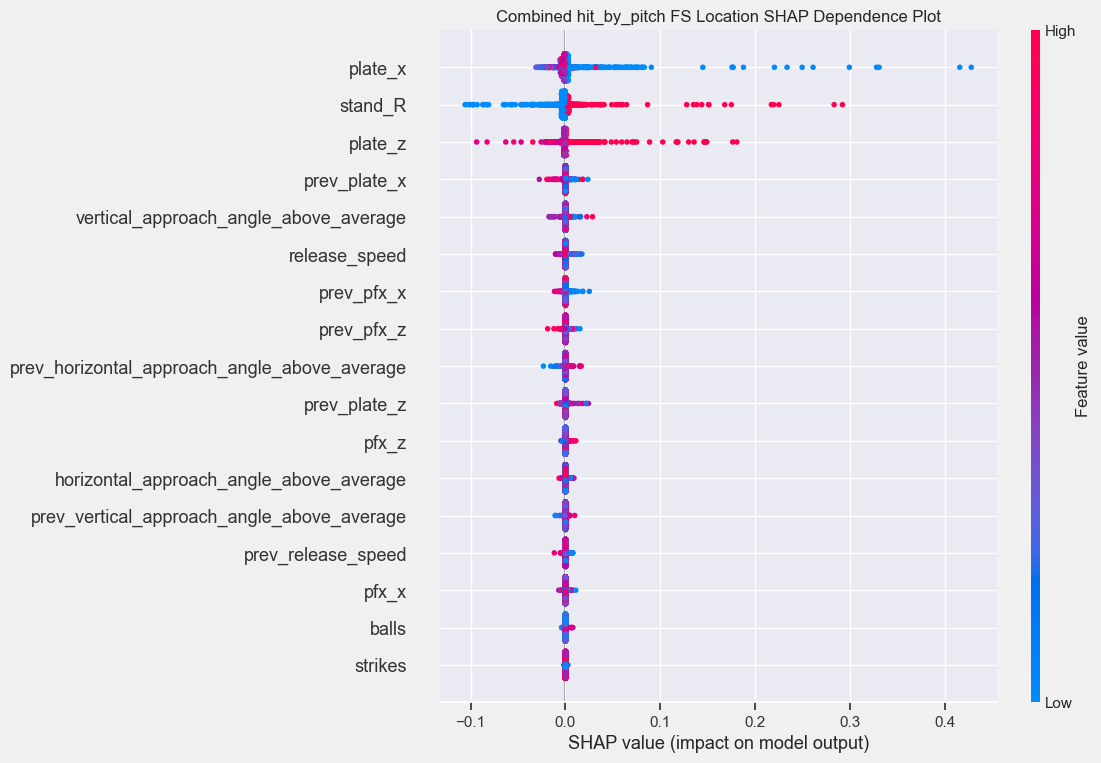 Combined hit_by_pitch FS Location SHAP Dependence Plot
High
plate_x
stand_R
plate_z
prev_plate_x
vertical_approach_angle_above_average
release_speed
prev_pfx_x
prev_pfx_z
prev_horizontal_approach_angle_above_average
prev_plate_z
pfx_z
horizontal_approach_angle_above_average
prev_vertical_approach_angle_above_average
prev_release_speed
pfx_x
balls
strikes
Feature value
Low
−0.1 0.0 0.1 0.2 0.3 0.4
SHAP value (impact on model output)